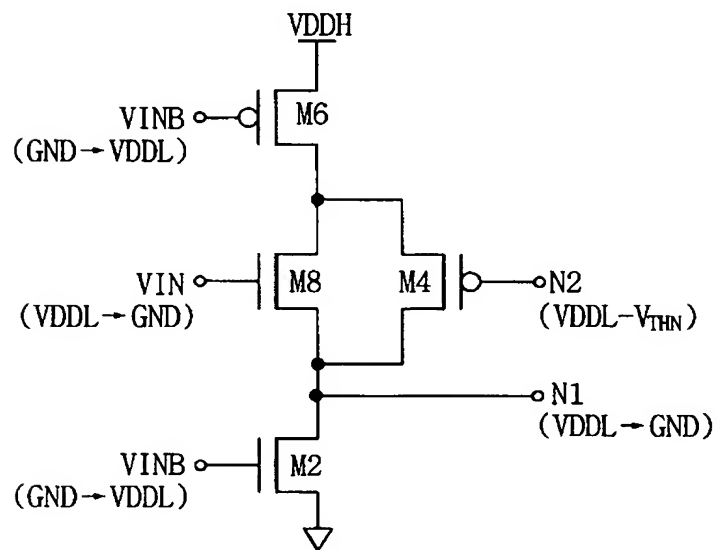 VDDH
VINB
M6
(GND→VDDL)
VIN
M8
M4
N2
(VDDL→GND)
(VDDL-VTHN)
N1
(VDDL→GND)
VINB
M2
(GND→VDDL)